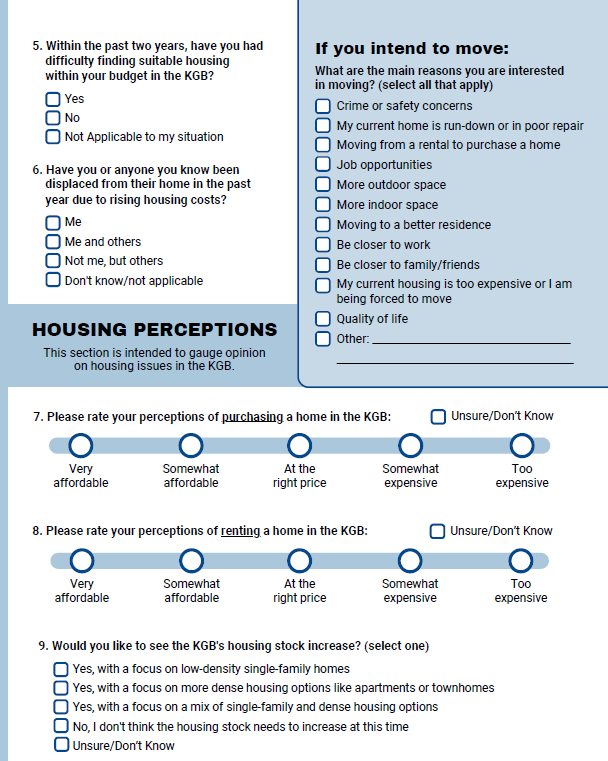 5. Within the past two years, have you had
difficulty finding suitable housing
within your budget in the KGB?
Yes
No
Not Applicable to my situation
6. Have you or anyone you know been
displaced from their home in the past
year due to rising housing costs?
Me
Me and others
Not me, but others
Don't know/not applicable
If you intend to move:
What are the main reasons you are interested
in moving? (select all that apply)
Crime or safety concerns
My current home is run-down or in poor repair
Moving from a rental to purchase a home
Job opportunities
More outdoor space
More indoor space
Moving to a better residence
Be closer to work
Be closer to family/friends
My current housing is too expensive or I am
being forced to move
Quality of life
Other:
HOUSING PERCEPTIONS
This section is intended to gauge opinion
on housing issues in the KGB.
7. Please rate your perceptions of purchasing a home in the KGB:
Unsure/Don't Know
Very
affordable
Somewhat
affordable
At the
right price
Somewhat
expensive
Too
expensive
8. Please rate your perceptions of renting a home in the KGB:
Unsure/Don't Know
Very
affordable
Somewhat
affordable
At the
right price
Somewhat
expensive
Too
expensive
9. Would you like to see the KGB's housing stock increase? (select one)
Yes, with a focus on low-density single-family homes
Yes, with a focus on more dense housing options like apartments or townhomes
Yes, with a focus on a mix of single-family and dense housing options
No, I don't think the housing stock needs to increase at this time
Unsure/Don't Know